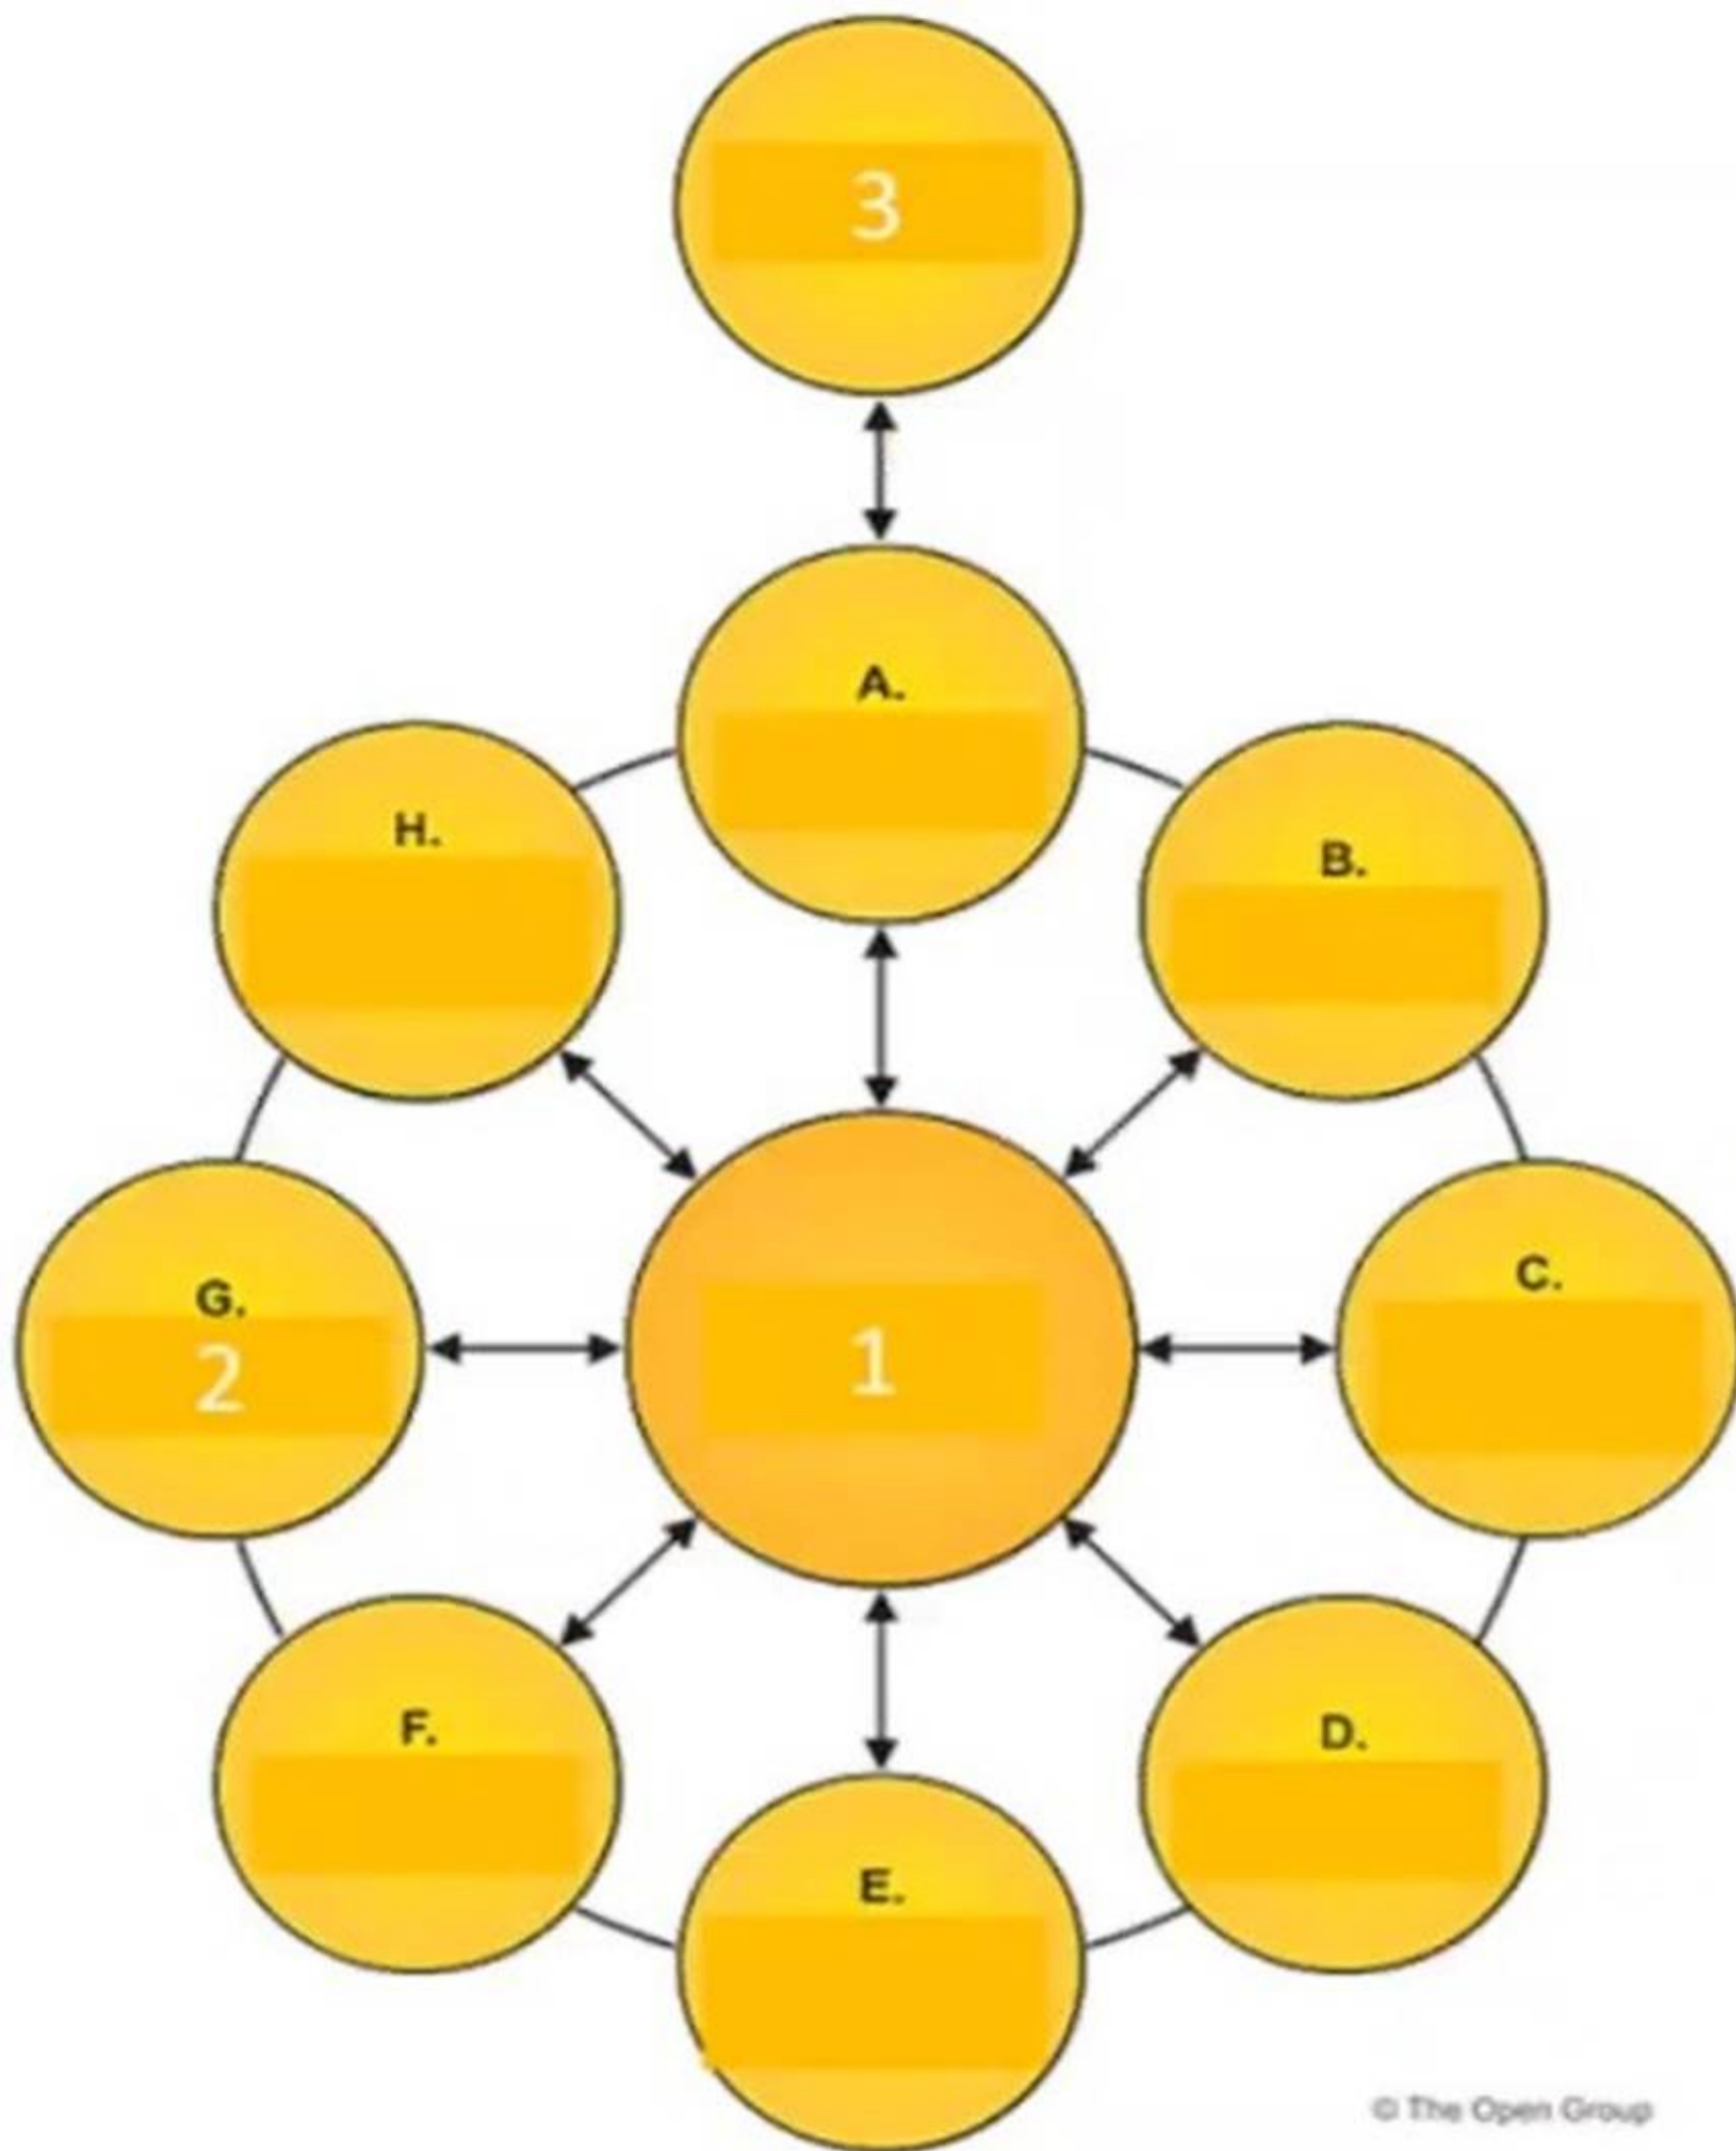 3
A.
H.
B.
G.
2
1
C.
F.
D.
E.
© The Open Group